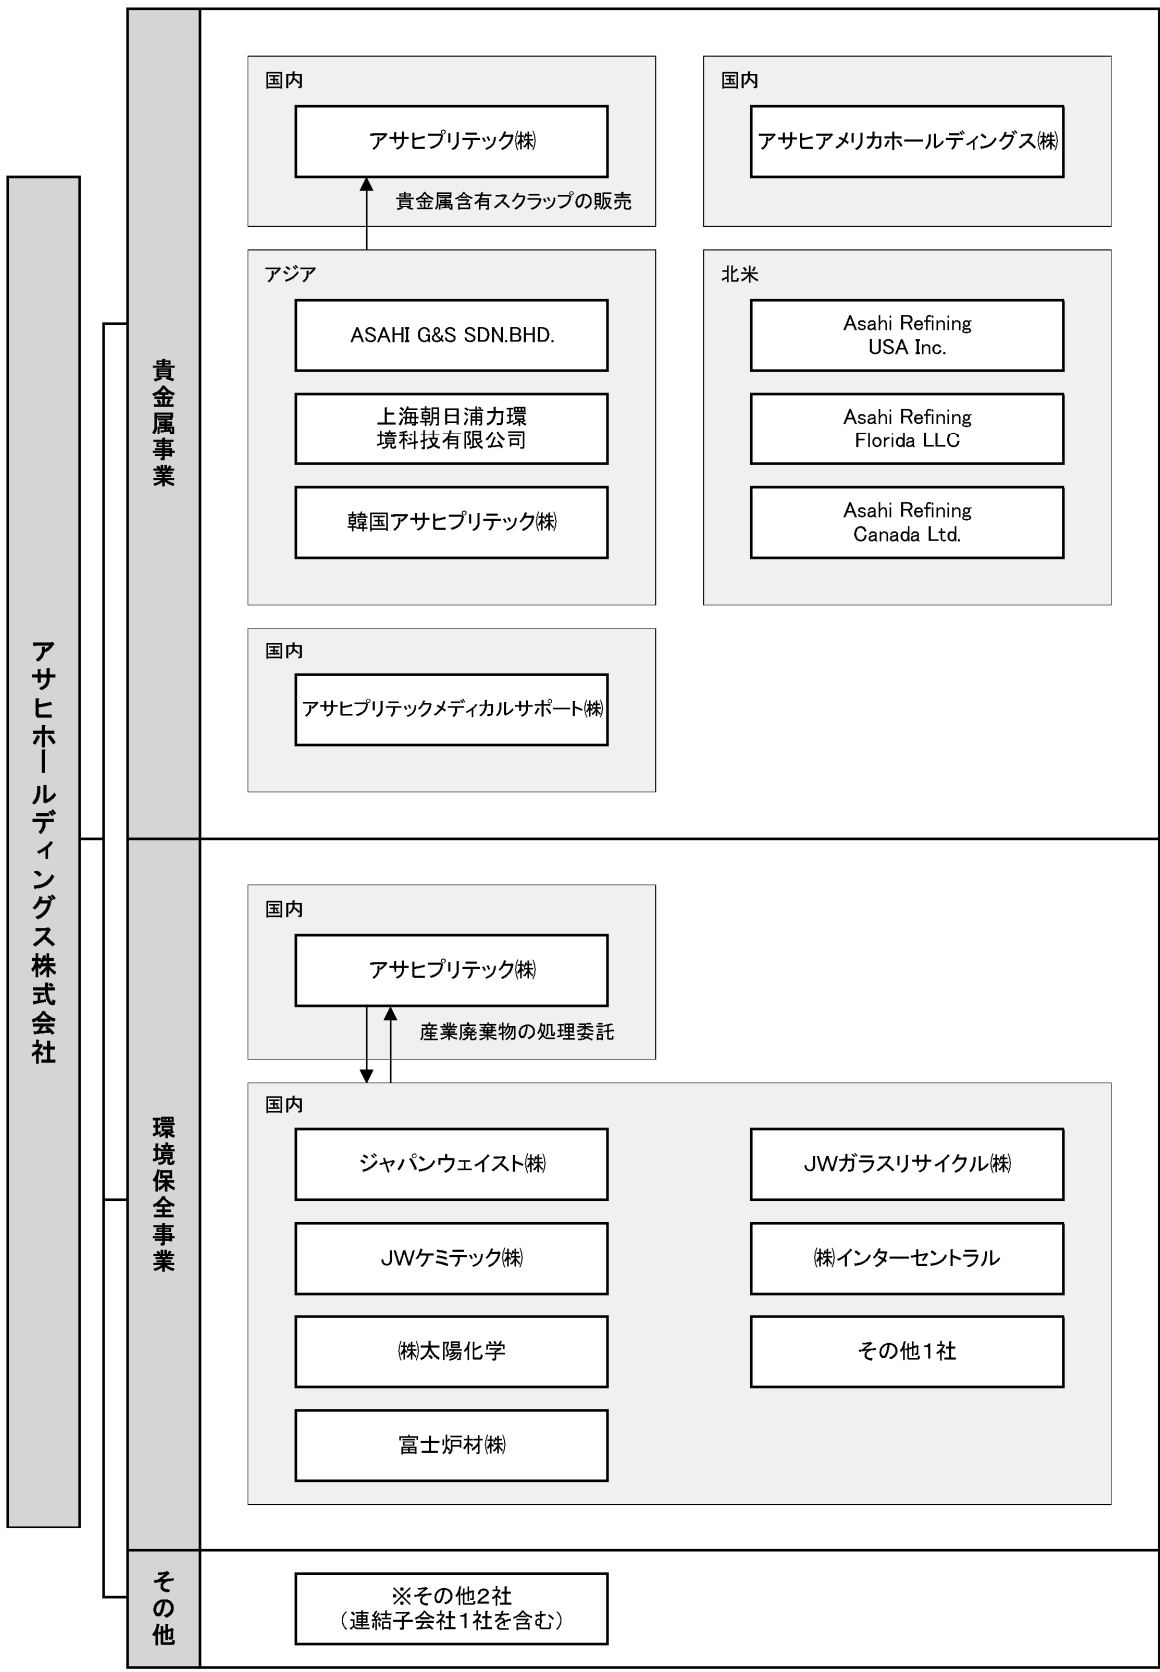 アサヒホールディングス株式会社
貴金属事業
国内
アサヒプリテック㈱
貴金属含有スクラップの販売
国内
アサヒアメリカホールディングス㈱
アジア
ASAHI G&S SDN.BHD.
上海朝日浦力環
境科技有限公司
韓国アサヒプリテック㈱
北米
Asahi Refining
USA Inc.
Asahi Refining
Florida LLC
Asahi Refining
Canada Ltd.
国内
アサヒプリテックメディカルサポート㈱
環境保全事業
国内
アサヒプリテック㈱
産業廃棄物の処理委託
国内
ジャパンウェイスト㈱
JWガラスリサイクル㈱
JWケミテック㈱
㈱インターセントラル
㈱太陽化学
その他1社
富士炉材㈱
その他
※その他2社
（連結子会社1社を含む）